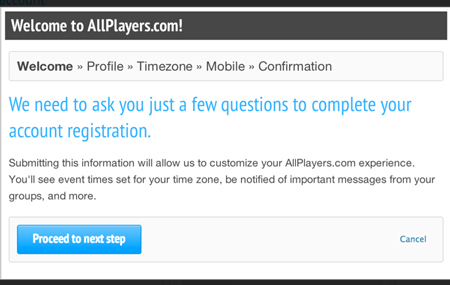 account
Welcome to AllPlayers.com!
Welcome » Profile » Timezone » Mobile » Confirmation
We need to ask you just a few questions to complete your
account registration.
Submitting this information will allow us to customize your AllPlayers.com experience.
You'll see event times set for your time zone, be notified of important messages from your
groups, and more.
Proceed to next step
Cancel